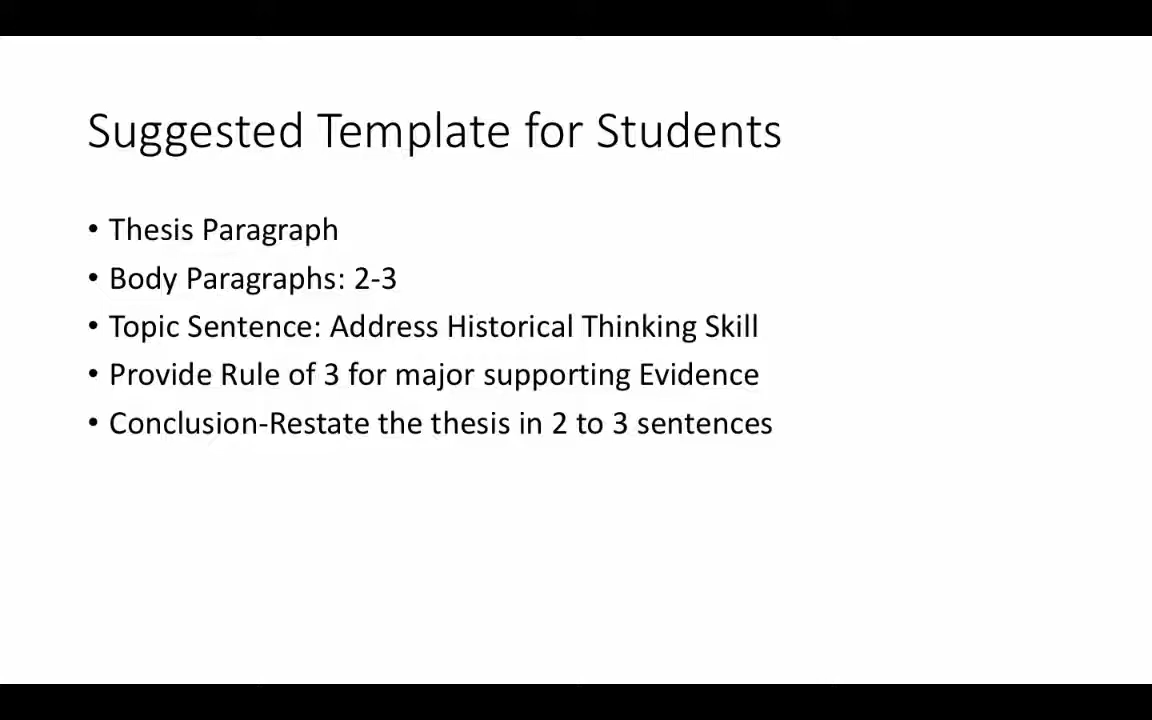 Suggested Template for Students
• Thesis Paragraph
• Body Paragraphs: 2-3
• Topic Sentence: Address Historical Thinking Skill
• Provide Rule of 3 for major supporting Evidence
• Conclusion-Restate the thesis in 2 to 3 sentences